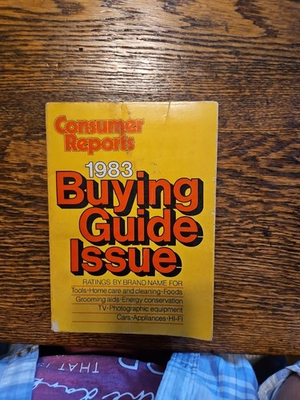 Consumer
Reports
1983
Buying
Guide
Issue
RATINGS BY BRAND NAME FOR
Tools•Home care and cleaning•Foods
Grooming aids•Energy conservation
TV•Photographic equipment
Cars•Appliances•Hi-Fi
THAT